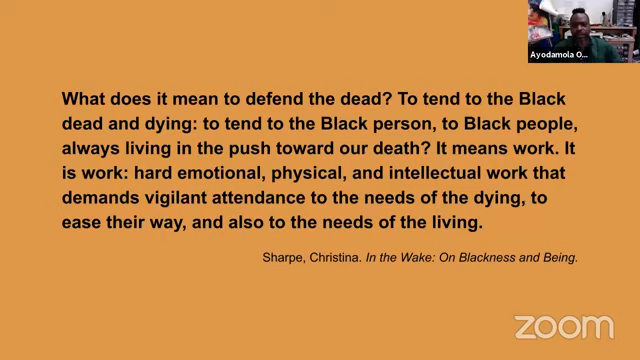 Ayodamola O...
What does it mean to defend the dead? To tend to the Black
dead and dying: to tend to the Black person, to Black people,
always living in the push toward our death? It means work. It
is work: hard emotional, physical, and intellectual work that
demands vigilant attendance to the needs of the dying, to
ease their way, and also to the needs of the living.
Sharpe, Christina. In the Wake: On Blackness and Being.
zoom